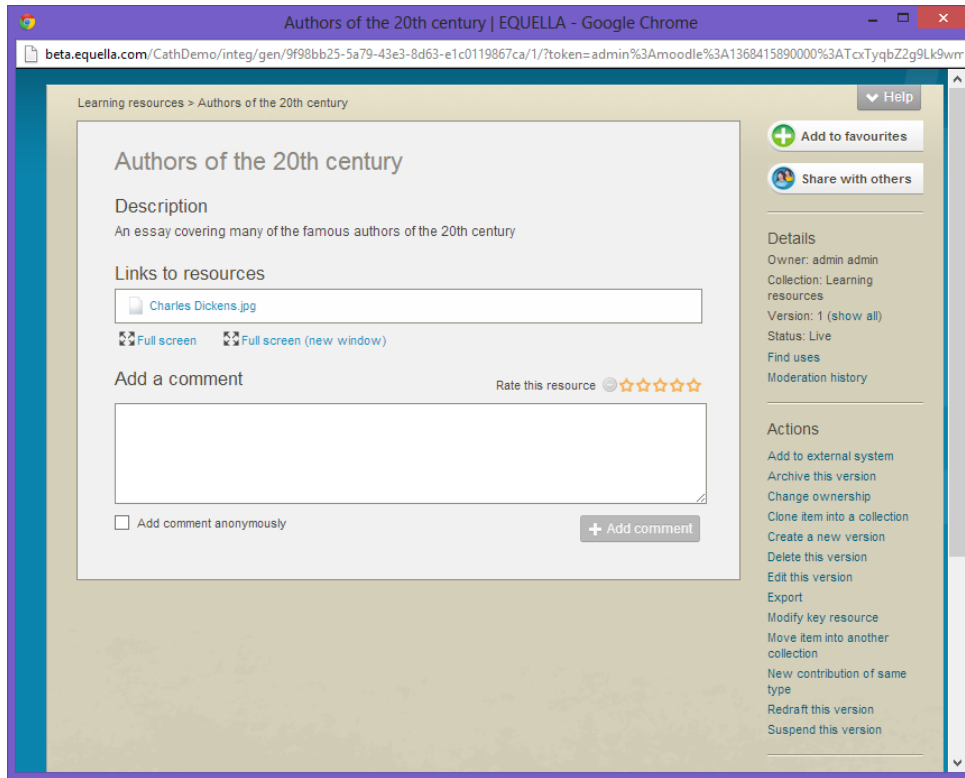 Authors of the 20th century | EQUELLA - Google Chrome
beta.equella.com/CathDemo/integ/gen/9f98bb25-5a79-43e3-8d63-e1c0119867ca/1/?token=admin%3Amoodle%3A1368415890000%3ATcxTyqbZ2g9Lk9wm
Learning resources > Authors of the 20th century
Help
Authors of the 20th century
Description
An essay covering many of the famous authors of the 20th century
Links to resources
Charles Dickens.jpg
Full screen Full screen (new window)
Add a comment
Rate this resource
Add comment anonymously
Add comment
Add to favourites
Share with others
Details
Owner: admin admin
Collection: Learning
resources
Version: 1 (show all)
Status: Live
Find uses
Moderation history
Actions
Add to external system
Archive this version
Change ownership
Clone item into a collection
Create a new version
Delete this version
Edit this version
Export
Modify key resource
Move item into another
collection
New contribution of same
type
Redraft this version
Suspend this version